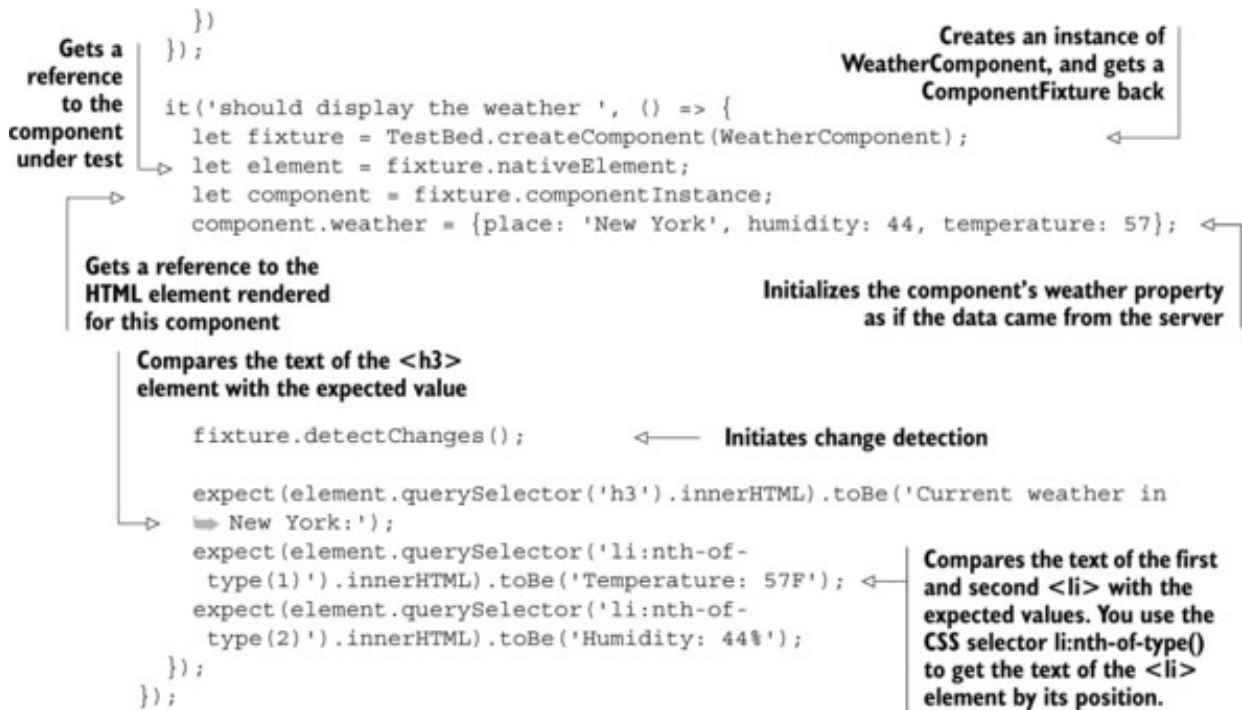 })
});
Gets a
reference
to the
component
under test
Creates an instance of
WeatherComponent, and gets a
ComponentFixture back
it('should display the weather ', () => {
let fixture = TestBed.createComponent(WeatherComponent);
let element = fixture.nativeElement;
let component = fixture.componentInstance;
component.weather = {place: 'New York', humidity: 44, temperature: 57};
Gets a reference to the
HTML element rendered
for this component
Initializes the component's weather property
as if the data came from the server
Compares the text of the <h3>
element with the expected value
fixture.detectChanges();
Initiates change detection
expect(element.querySelector('h3').innerHTML).toBe('Current weather in
New York:');
expect(element.querySelector('li:nth-of-
type(1)').innerHTML).toBe('Temperature: 57F');
expect(element.querySelector('li:nth-of-
type(2)').innerHTML).toBe('Humidity: 44%');
});
});
Compares the text of the first
and second <li> with the
expected values. You use the
CSS selector li:nth-of-type()
to get the text of the <li>
element by its position.